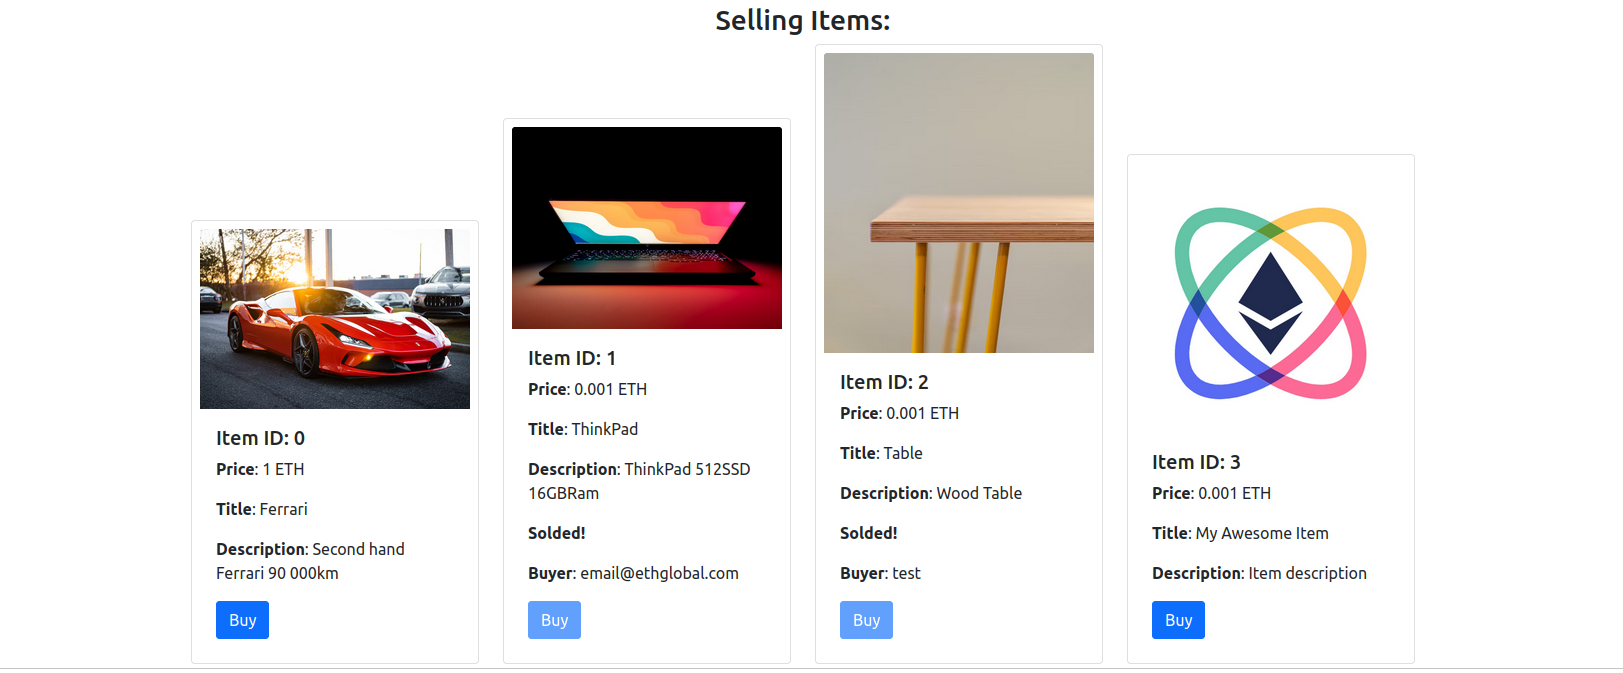 Selling Items:
Item ID: 0
Price: 1 ETH
Title: Ferrari
Description: Second hand
Ferrari 90 000km
Buy
Item ID: 1
Price: 0.001 ETH
Title: ThinkPad
Description: ThinkPad 512SSD
16GBRam
Solded!
Buyer: email@ethglobal.com
Buy
Item ID: 2
Price: 0.001 ETH
Title: Table
Description: Wood Table
Solded!
Buyer: test
Buy
Item ID: 3
Price: 0.001 ETH
Title: My Awesome Item
Description: Item description
Buy